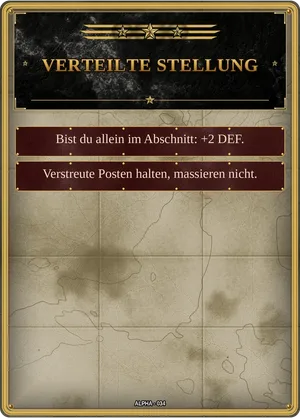 VERTEILTE STELLUNG
Bist du allein im Abschnitt: +2 DEF.
Verstreute Posten halten, massieren nicht.
ALPHA - 034